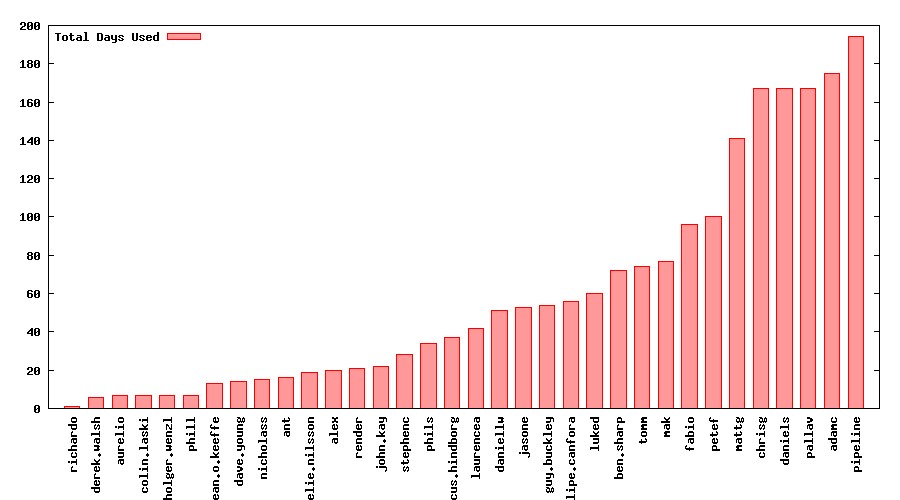 200
Total Days Used
180
160
140
120
100
80
60
40
20
0
richardo
derek.walsh
aurelio
colin.laski
holger.wenzl
phill
ean.o.keffe
dave.young
nicholass
ant
elie.nilsson
alex
render
john.kay
stephenc
phils
cus.hindborg
laurencea
daniellw
jasone
guy.buckley
lipe.canfora
luked
ben.sharp
tomm
mak
fabio
petef
mattg
chrisg
daniels
pallav
adamc
pipeline